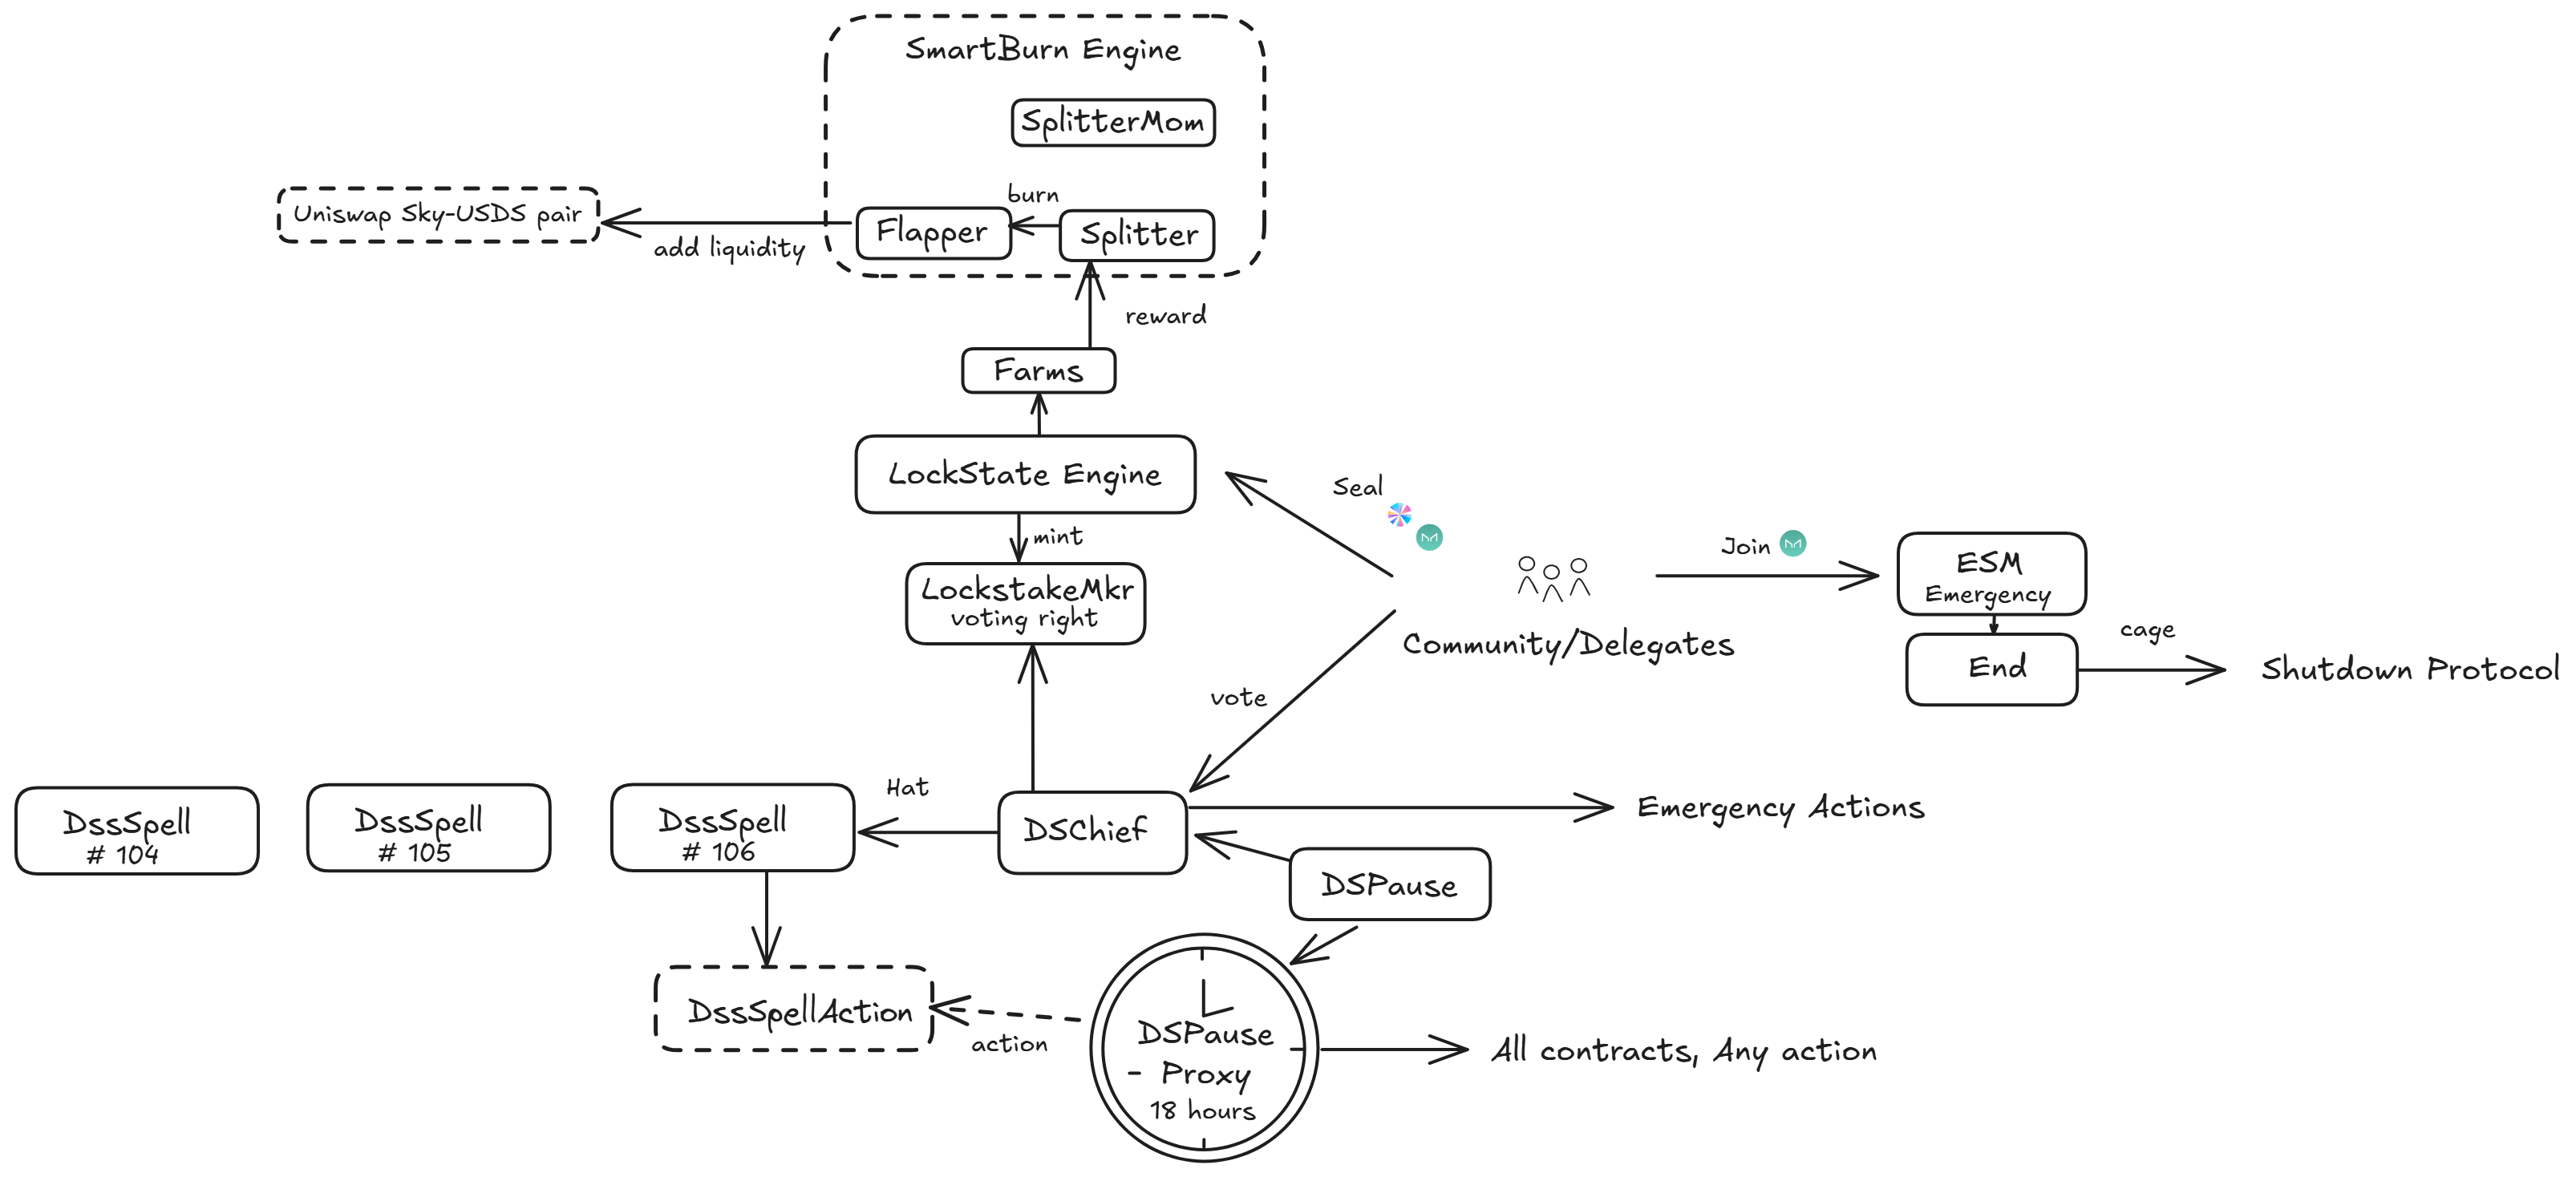 SmartBurn Engine
SplitterMom
burn
Uniswap Sky-USDS pair
Flapper
Splitter
add liquidity
reward
Farms
LockState Engine
Seal
mint
Join
ESM
Emergency
LockstakeMkr
voting right
cage
Community/Delegates
End
Shutdown Protocol
vote
Hat
DssSpell
# 104
DssSpell
# 105
DssSpell
# 106
DSChief
Emergency Actions
DSPause
DssSpellAction
action
DSPause
- Proxy
18 hours
All contracts, Any action